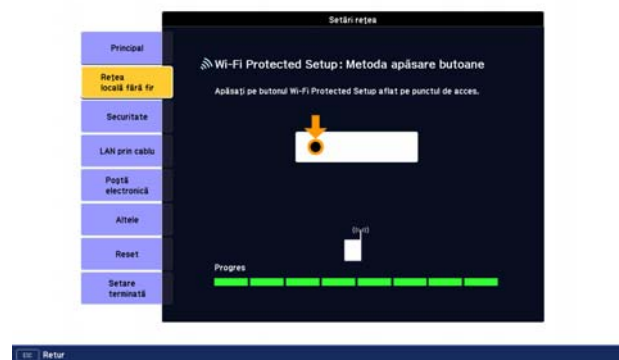 Setări rețea
Principal
Rețea
locală fără fir
Securitate
LAN prin cablu
Poștă
electronică
Altele
Reset
Setare
terminată
Wi-Fi Protected Setup: Metoda apăsare butoane
Apăsați pe butonul Wi-Fi Protected Setup aflat pe punctul de acces.
Progres
Esc Retur